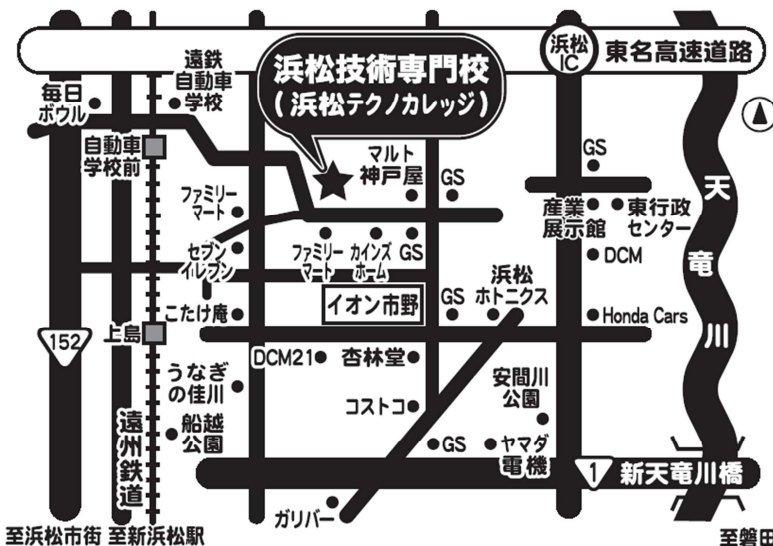 浜松
IC
東名高速道路
遠鉄
自動車
学校
浜松技術専門校
(浜松テクノカレッジ)
毎日
ボウル
自動車
学校前
マルト
神戸屋
GS
GS
天竜川
ファミリー
マート
産業
展示館
東行政
センター
セブン
イレブン
ファミリー
マート
カインズ
ホーム
GS
DCM
浜松
ホトニクス
イオン市野
GS
こたけ庵
Honda Cars
152
上島
DCM21
杏林堂
うなぎ
の佳川
安間川
公園
コストコ
船越
公園
遠州鉄道
GS
ヤマダ
電機
1
新天竜川橋
ガリバー
至浜松市街
至新浜松駅
至磐田